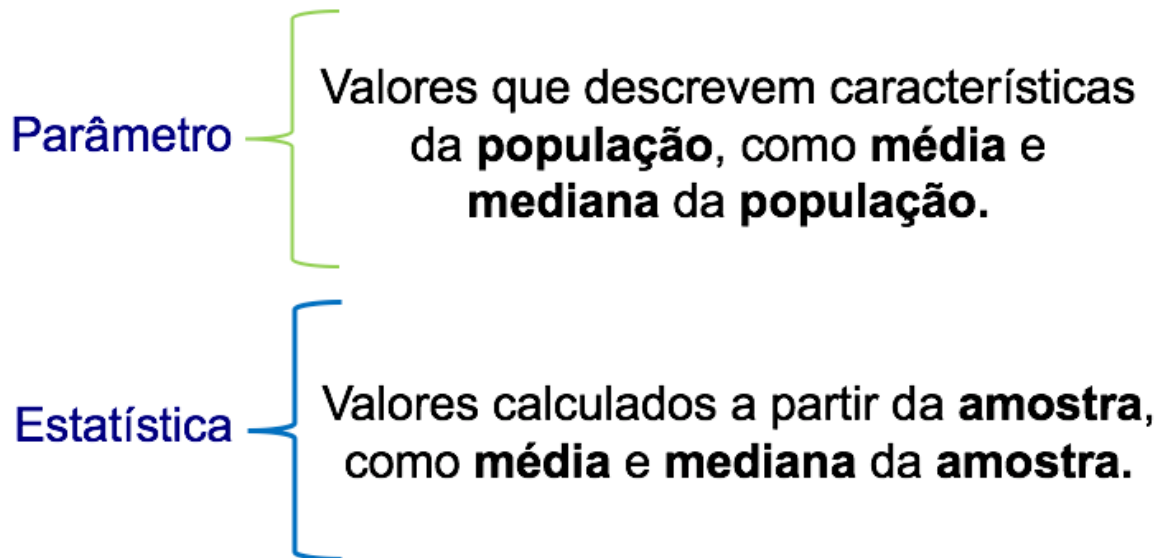 Parâmetro
Valores que descrevem características
da população, como média e
mediana da população.
Estatística
Valores calculados a partir da amostra,
como média e mediana da amostra.